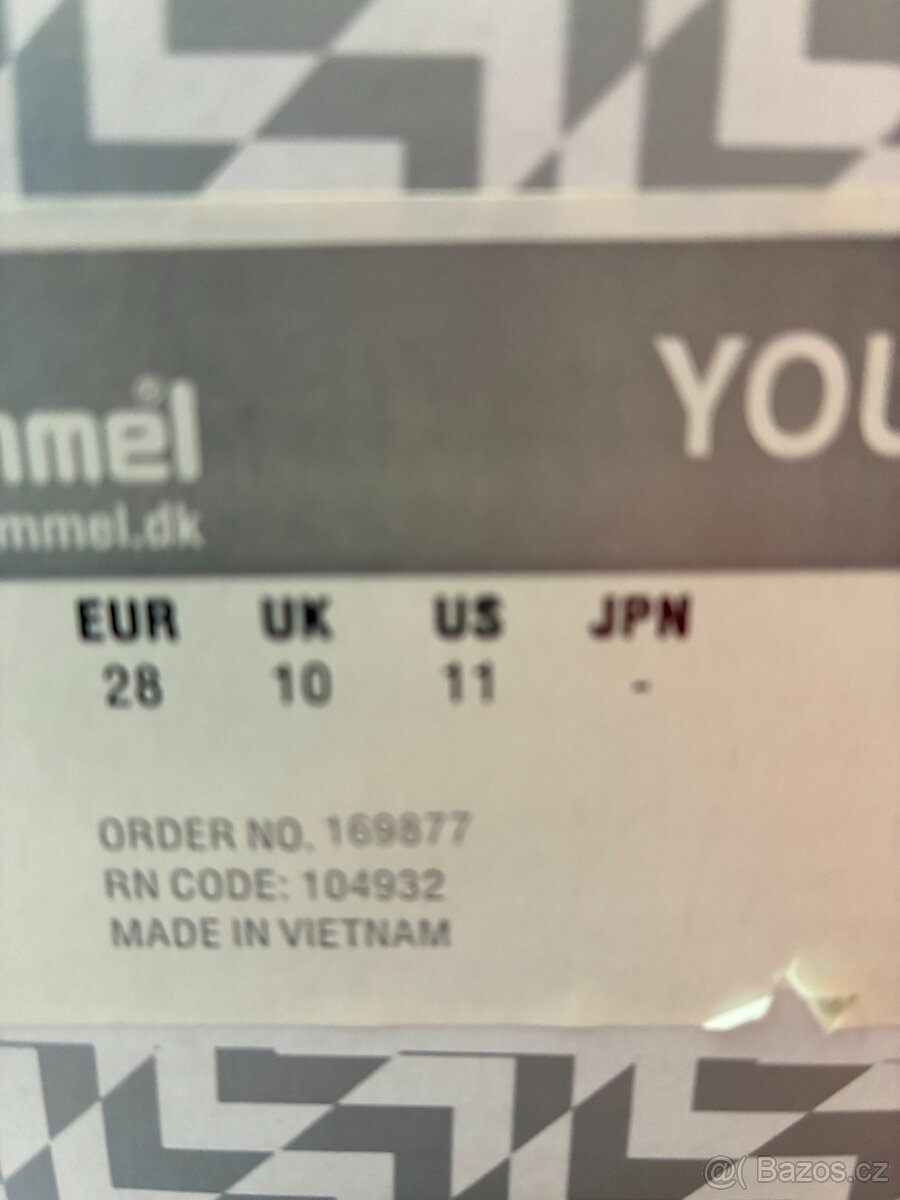 mmel
YOU
mmel.dk
EUR UK US JPN
28 10 11 -
ORDER NO. 169877
RN CODE: 104932
MADE IN VIETNAM
@( Bazos.cz